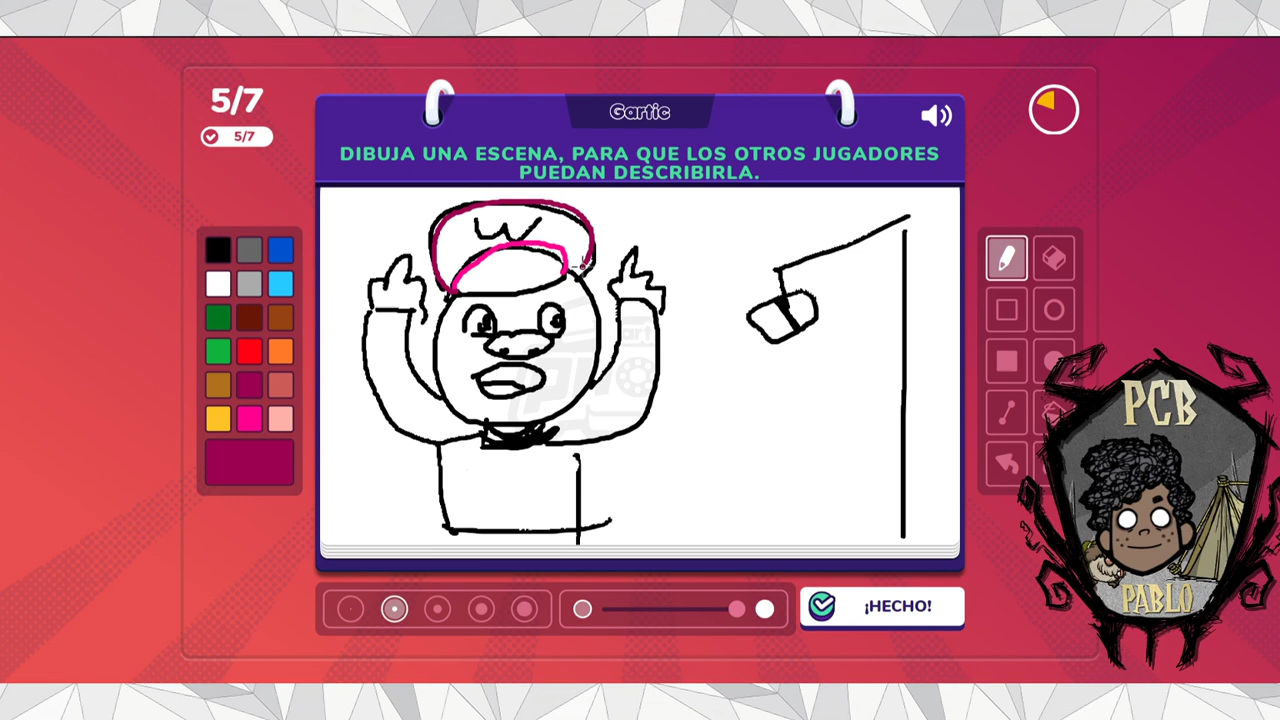 5/7
5/7
Gartic
DIBUJA UNA ESCENA, PARA QUE LOS OTROS JUGADORES
PUEDAN DESCRIBIRLA.
W
PCB
PABLO
¡HECHO!